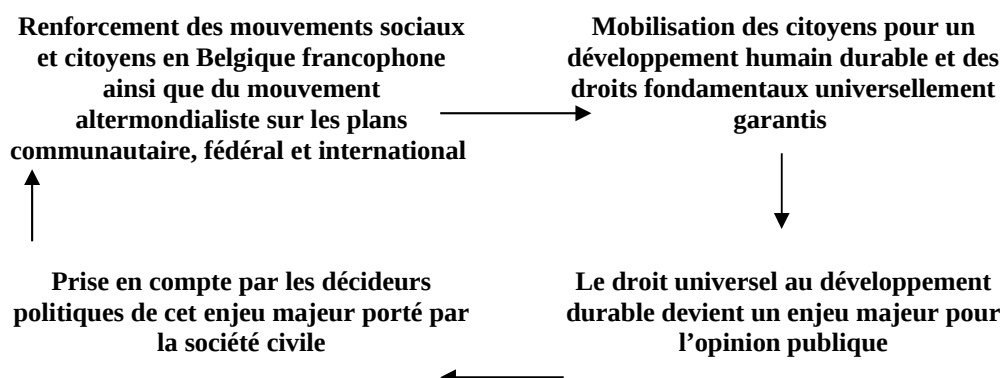 Renforcement des mouvements sociaux
et citoyens en Belgique francophone
ainsi que du mouvement
altermondialiste sur les plans
communautaire, fédéral et international
Mobilisation des citoyens pour un
développement humain durable et des
droits fondamentaux universellement
garantis
Le droit universel au développement
durable devient un enjeu majeur pour
l’opinion publique
Prise en compte par les décideurs
politiques de cet enjeu majeur porté par
la société civile